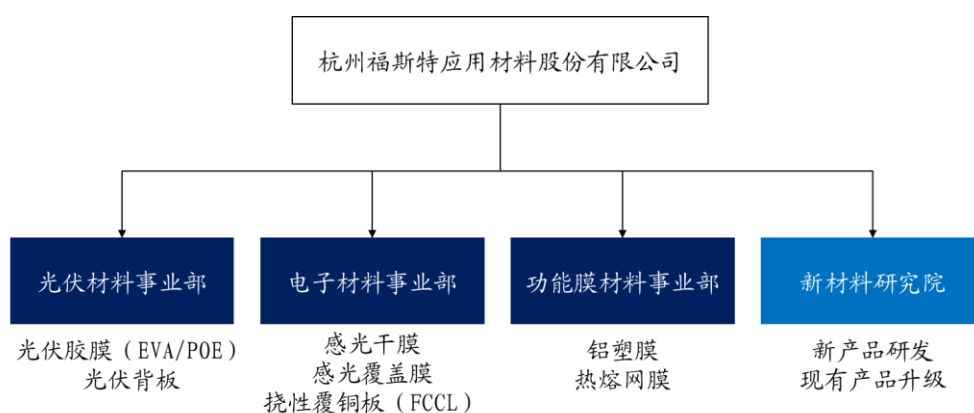 杭州福斯特应用材料股份有限公司
光伏材料事业部
电子材料事业部
功能膜材料事业部
新材料研究院
光伏胶膜（EVA/POE）
光伏背板
感光干膜
感光覆盖膜
挠性覆铜板（FCCL）
铝塑膜
热熔网膜
新产品研发
现有产品升级